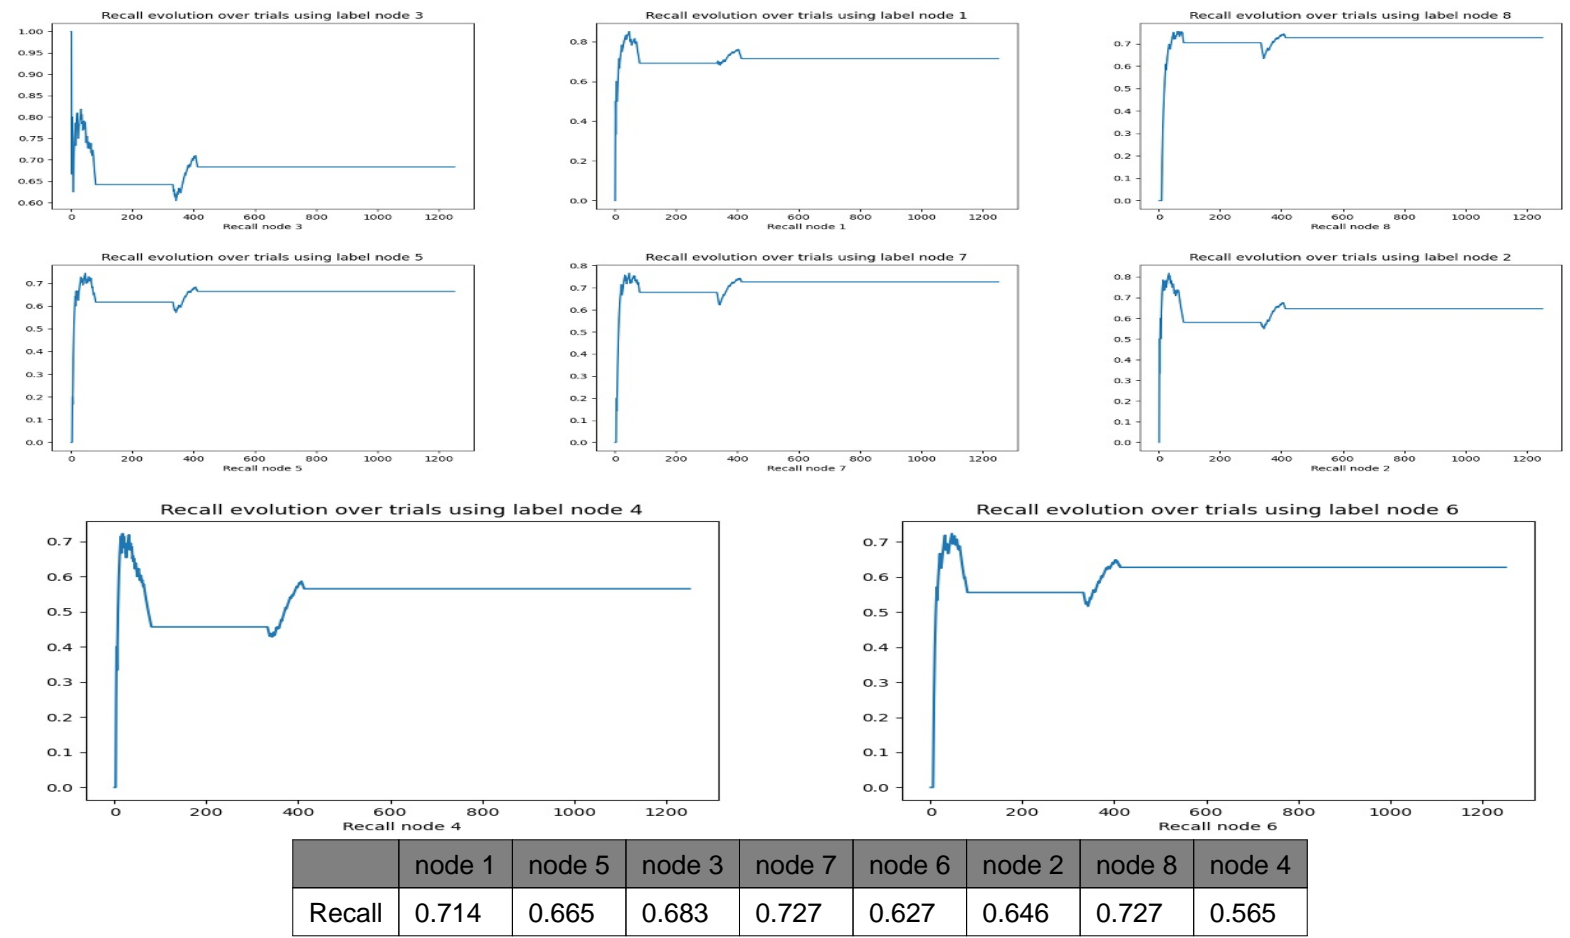 Recall evolution over trials using label node 3
1.00
0.95
0.90
0.85
0.80
0.75
0.70
0.65
0.60
0 200 400 600 800 1000 1200
Recall node 3
Recall evolution over trials using label node 1
0.8
0.6
0.4
0.2
0.0
0 200 400 600 800 1000 1200
Recall node 1
Recall evolution over trials using label node 8
0.7
0.6
0.5
0.4
0.3
0.2
0.1
0.0
0 200 400 600 800 1000 1200
Recall node 8
Recall evolution over trials using label node 5
0.7
0.6
0.5
0.4
0.3
0.2
0.1
0.0
0 200 400 600 800 1000 1200
Recall node 5
Recall evolution over trials using label node 7
0.8
0.7
0.6
0.5
0.4
0.3
0.2
0.1
0.0
0 200 400 600 800 1000 1200
Recall node 7
Recall evolution over trials using label node 2
0.8
0.7
0.6
0.5
0.4
0.3
0.2
0.1
0.0
0 200 400 600 800 1000 1200
Recall node 2
Recall evolution over trials using label node 4
0.7
0.6
0.5
0.4
0.3
0.2
0.1
0.0
0 200 400 600 800 1000 1200
Recall node 4
Recall evolution over trials using label node 6
0.7
0.6
0.5
0.4
0.3
0.2
0.1
0.0
0 200 400 600 800 1000 1200
Recall node 6
node 1 node 5 node 3 node 7 node 6 node 2 node 8 node 4
Recall 0.714 0.665 0.683 0.727 0.627 0.646 0.727 0.565